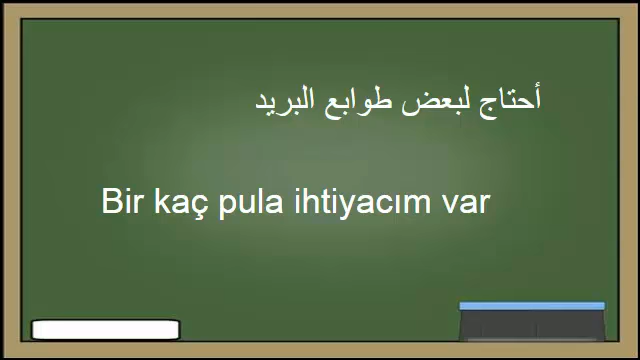 أحتاج لبعض طوابع البريد
Bir kaç pula ihtiyacım var